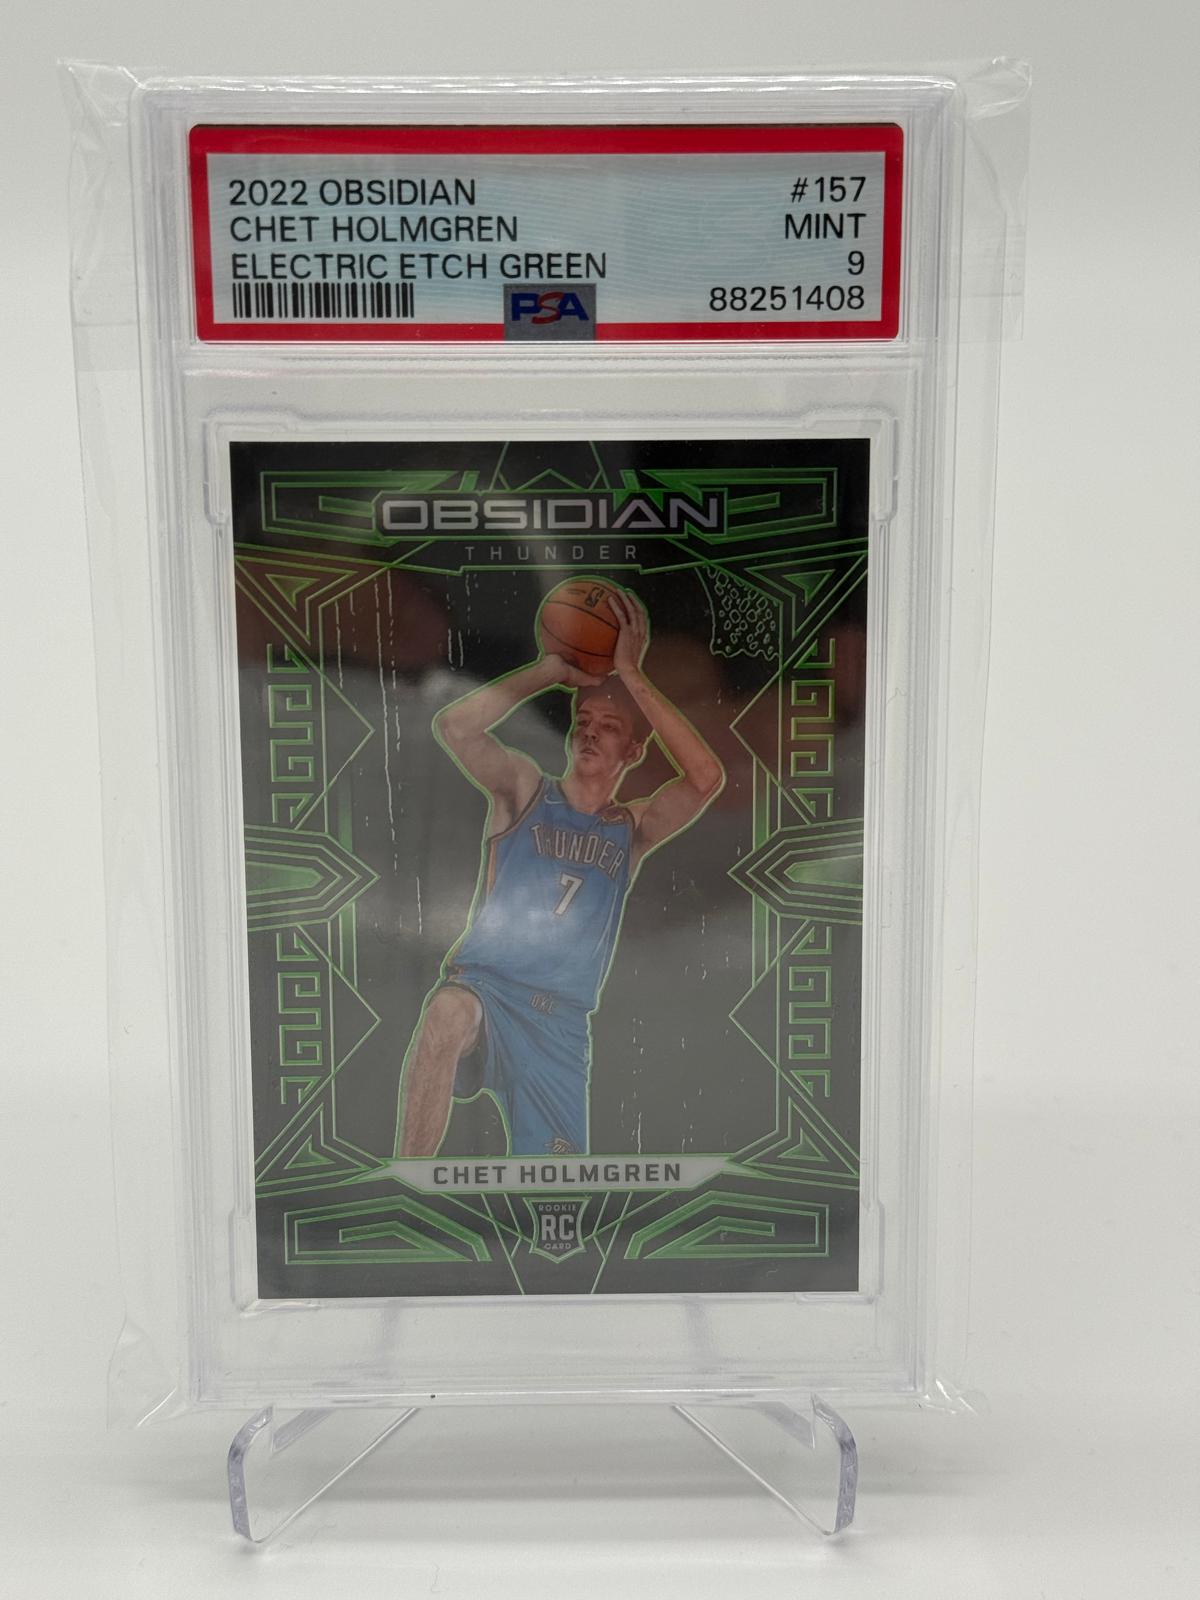 2022 OBSIDIAN #157
CHET HOLMGREN MINT
ELECTRIC ETCH GREEN 9
PSA 88251408
OBSIDIAN
THUNDER
THUNDER
7
OKC
CHET HOLMGREN
ROOKIE
RC
CARD